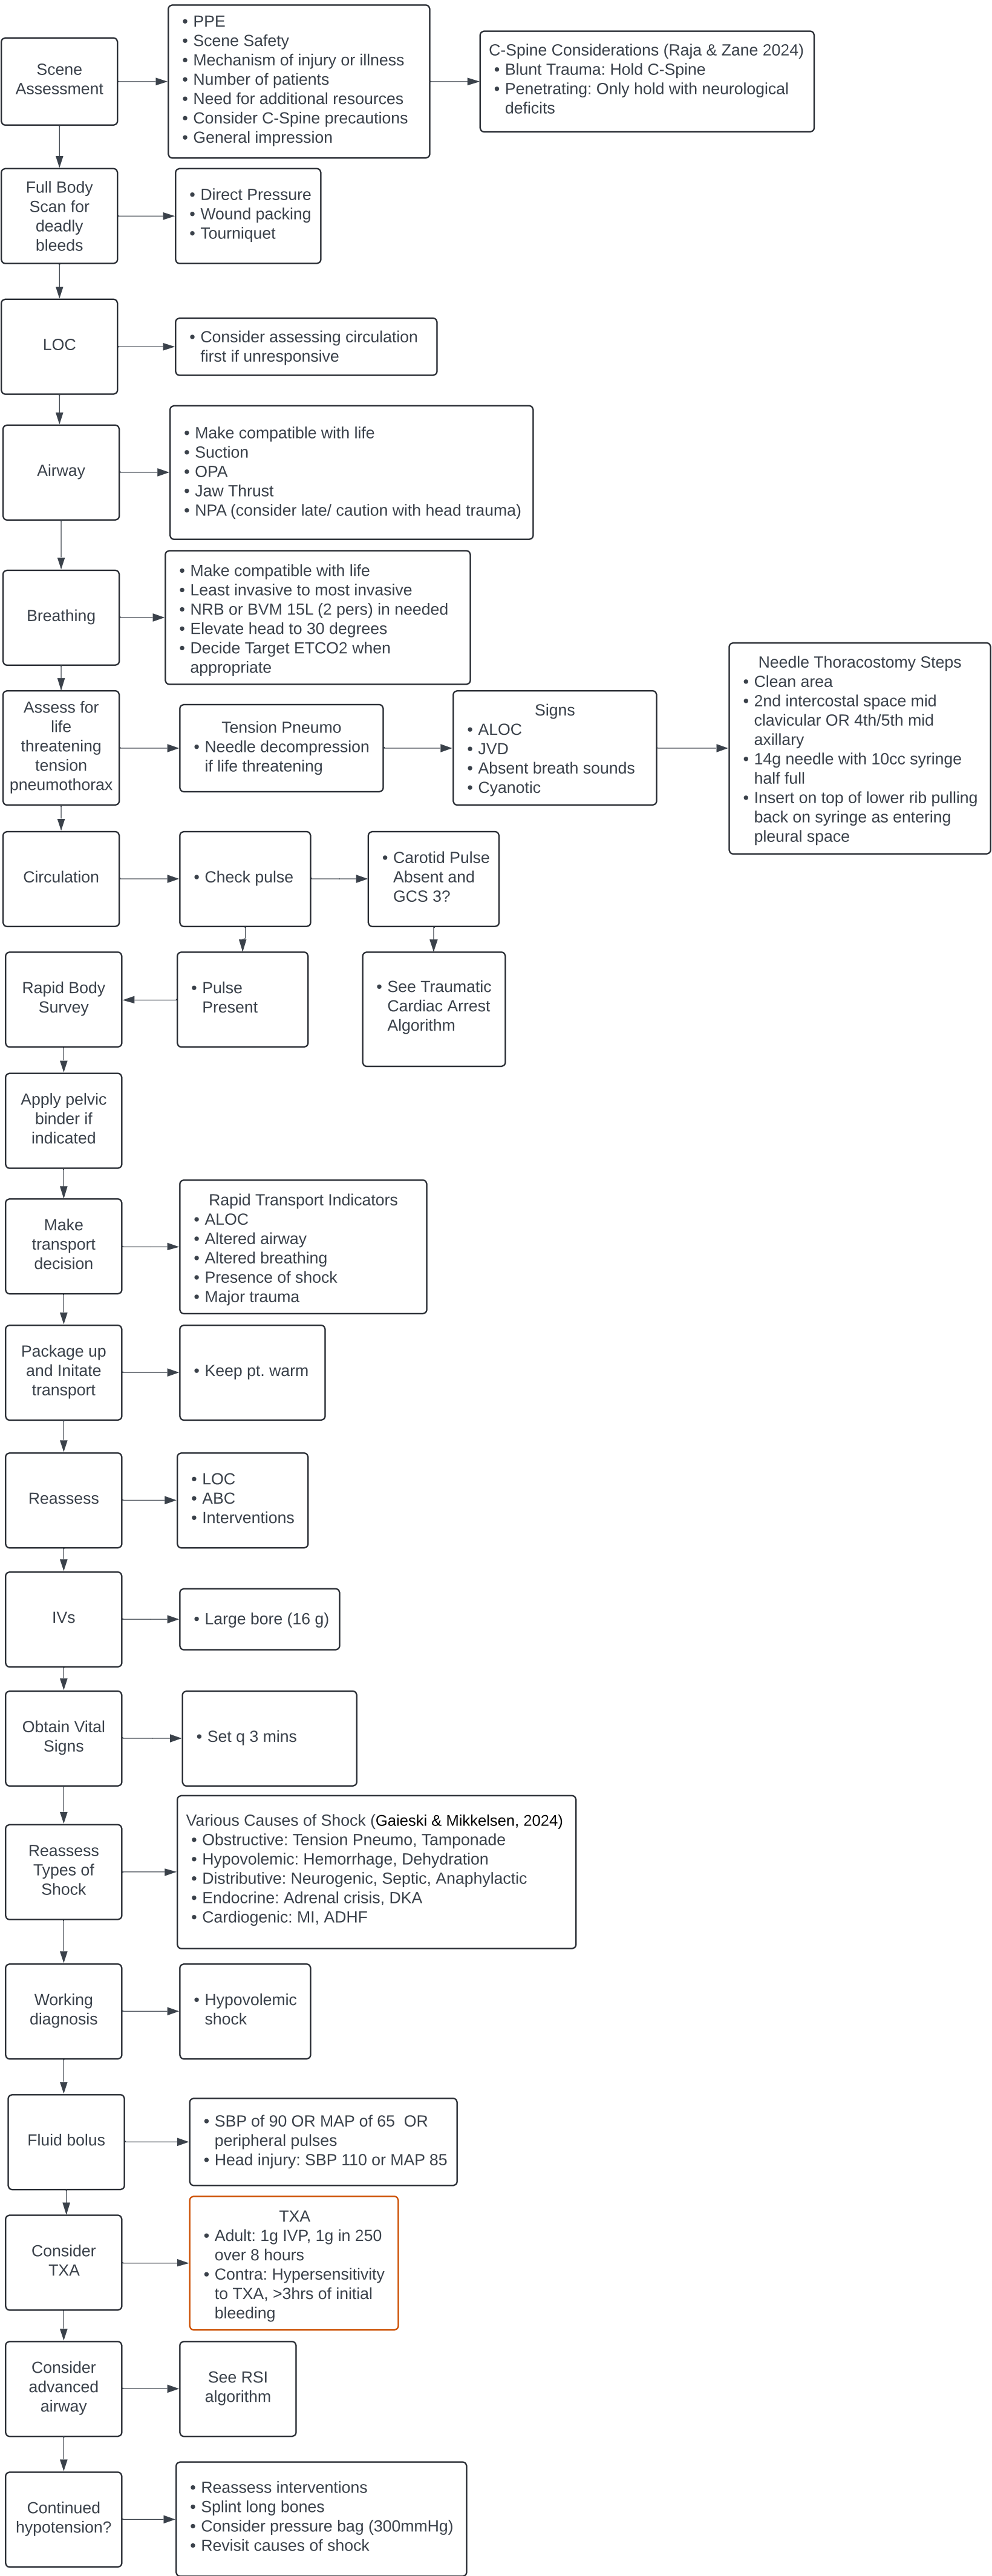 Scene
Assessment
• PPE
• Scene Safety
• Mechanism of injury or illness
• Number of patients
• Need for additional resources
• Consider C-Spine precautions
• General impression
C-Spine Considerations (Raja & Zane 2024)
• Blunt Trauma: Hold C-Spine
• Penetrating: Only hold with neurological
deficits
Full Body
Scan for
deadly
bleeds
• Direct Pressure
• Wound packing
• Tourniquet
LOC
• Consider assessing circulation
first if unresponsive
Airway
• Make compatible with life
• Suction
• OPA
• Jaw Thrust
• NPA (consider late/ caution with head trauma)
Breathing
• Make compatible with life
• Least invasive to most invasive
• NRB or BVM 15L (2 pers) in needed
• Elevate head to 30 degrees
• Decide Target ETCO2 when
appropriate
Assess for
life
threatening
tension
pneumothorax
Tension Pneumo
• Needle decompression
if life threatening
Signs
• ALOC
• JVD
• Absent breath sounds
• Cyanotic
Needle Thoracostomy Steps
• Clean area
• 2nd intercostal space mid
clavicular OR 4th/5th mid
axillary
• 14g needle with 10cc syringe
half full
• Insert on top of lower rib pulling
back on syringe as entering
pleural space
Circulation
• Check pulse
• Carotid Pulse
Absent and
GCS 3?
Rapid Body
Survey
• Pulse
Present
• See Traumatic
Cardiac Arrest
Algorithm
Apply pelvic
binder if
indicated
Make
transport
decision
Rapid Transport Indicators
• ALOC
• Altered airway
• Altered breathing
• Presence of shock
• Major trauma
Package up
and Initate
transport
• Keep pt. warm
Reassess
• LOC
• ABC
• Interventions
IVs
• Large bore (16 g)
Obtain Vital
Signs
• Set q 3 mins
Reassess
Types of
Shock
Various Causes of Shock (Gaieski & Mikkelsen, 2024)
• Obstructive: Tension Pneumo, Tamponade
• Hypovolemic: Hemorrhage, Dehydration
• Distributive: Neurogenic, Septic, Anaphylactic
• Endocrine: Adrenal crisis, DKA
• Cardiogenic: MI, ADHF
Working
diagnosis
• Hypovolemic
shock
Fluid bolus
• SBP of 90 OR MAP of 65 OR
peripheral pulses
• Head injury: SBP 110 or MAP 85
Consider
TXA
TXA
• Adult: 1g IVP, 1g in 250
over 8 hours
• Contra: Hypersensitivity
to TXA, >3hrs of initial
bleeding
Consider
advanced
airway
See RSI
algorithm
Continued
hypotension?
• Reassess interventions
• Splint long bones
• Consider pressure bag (300mmHg)
• Revisit causes of shock